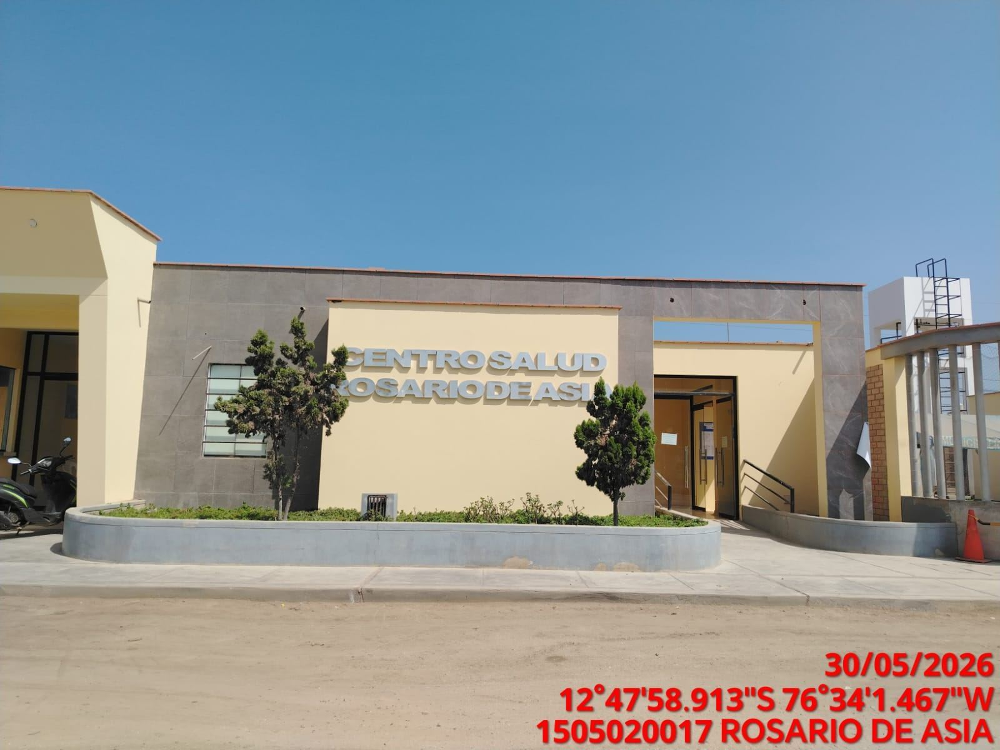 CENTRO SALUD
ROSARIO DE ASIA
30/05/2026
12°47'58.913"S 76°34'1.467"W
1505020017 ROSARIO DE ASIA